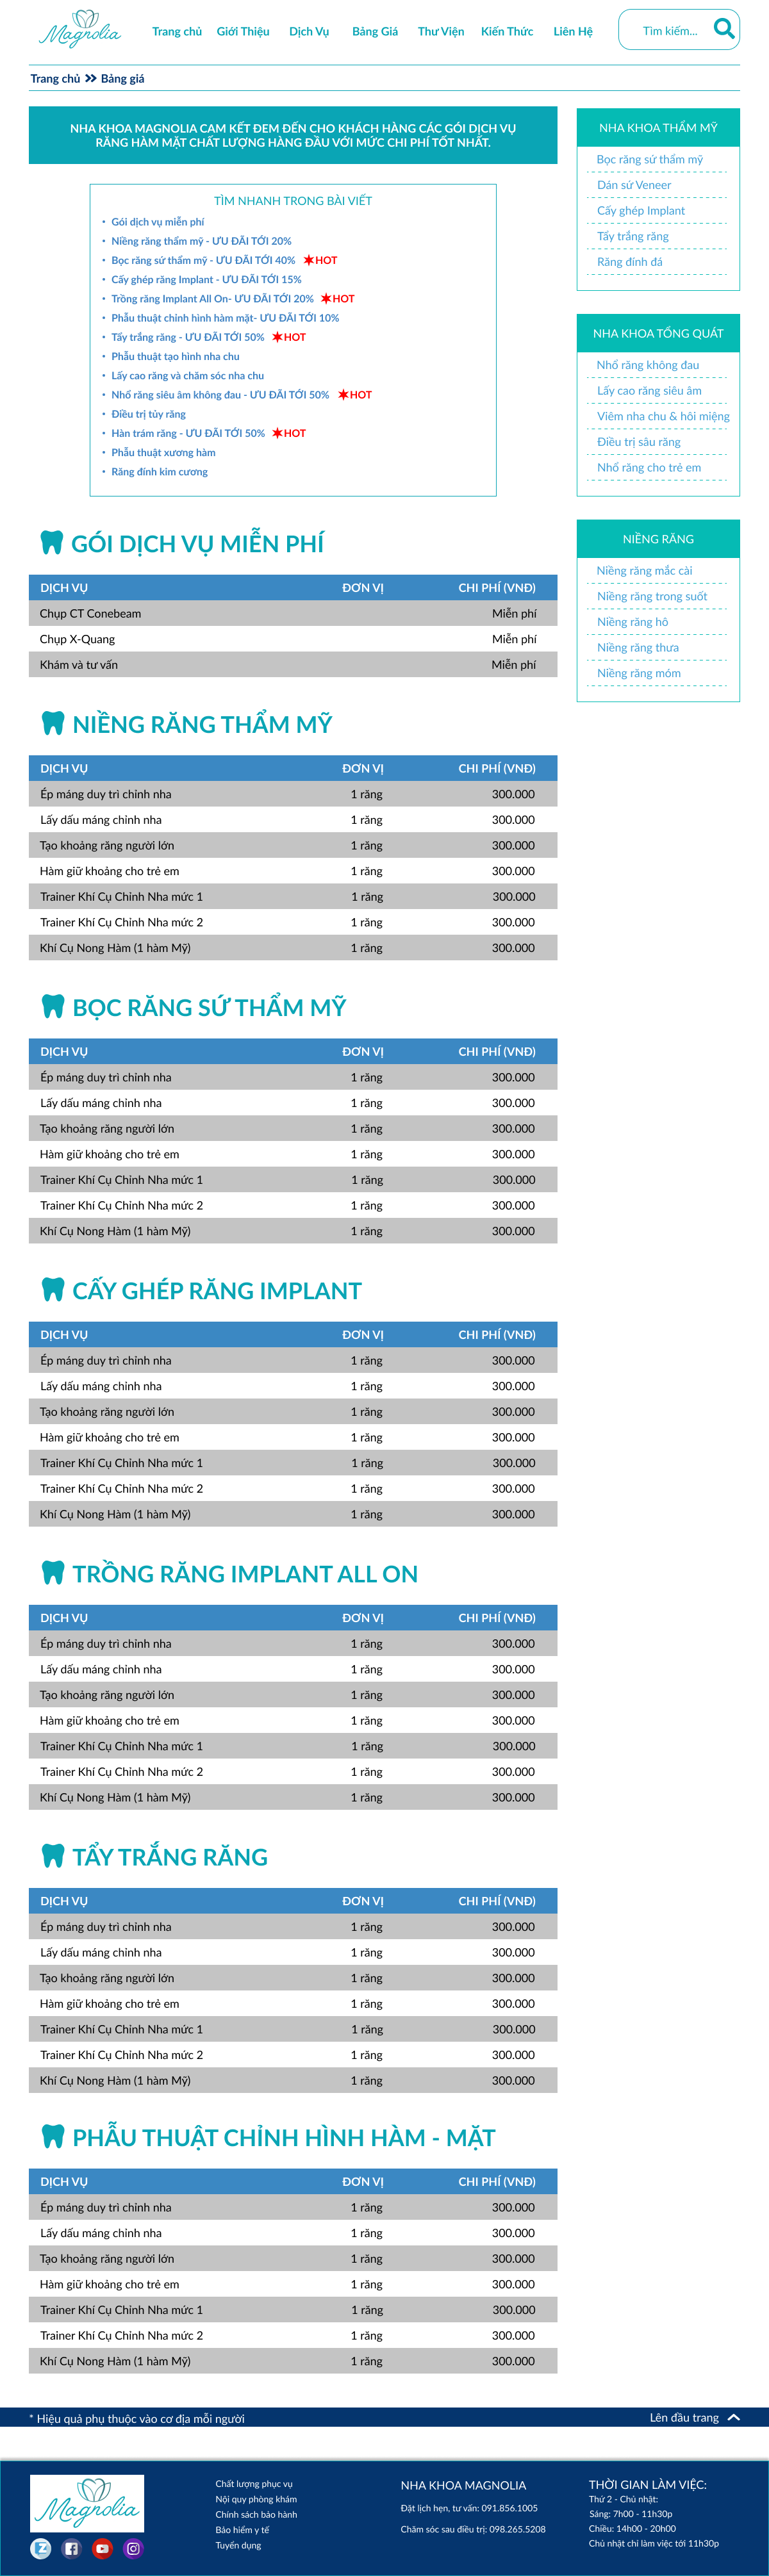 Magnolia
Trang chủ Giới Thiệu Dịch Vụ Bảng Giá Thư Viện Kiến Thức Liên Hệ Tìm kiếm...
Trang chủ >> Bảng giá
NHA KHOA MAGNOLIA CAM KẾT ĐEM ĐẾN CHO KHÁCH HÀNG CÁC GÓI DỊCH VỤ
RĂNG HÀM MẶT CHẤT LƯỢNG HÀNG ĐẦU VỚI MỨC CHI PHÍ TỐT NHẤT.
TÌM NHANH TRONG BÀI VIẾT
• Gói dịch vụ miễn phí
• Niềng răng thẩm mỹ - ƯU ĐÃI TỚI 20%
• Bọc răng sứ thẩm mỹ - ƯU ĐÃI TỚI 40% HOT
• Cấy ghép răng Implant - ƯU ĐÃI TỚI 15%
• Trồng răng Implant All On- ƯU ĐÃI TỚI 20% HOT
• Phẫu thuật chỉnh hình hàm mặt- ƯU ĐÃI TỚI 10%
• Tẩy trắng răng - ƯU ĐÃI TỚI 50% HOT
• Phẫu thuật tạo hình nha chu
• Lấy cao răng và chăm sóc nha chu
• Nhổ răng siêu âm không đau - ƯU ĐÃI TỚI 50% HOT
• Điều trị tủy răng
• Hàn trám răng - ƯU ĐÃI TỚI 50% HOT
• Phẫu thuật xương hàm
• Răng đính kim cương
NHA KHOA THẨM MỸ
Bọc răng sứ thẩm mỹ
Dán sứ Veneer
Cấy ghép Implant
Tẩy trắng răng
Răng đính đá
NHA KHOA TỔNG QUÁT
Nhổ răng không đau
Lấy cao răng siêu âm
Viêm nha chu & hôi miệng
Điều trị sâu răng
Nhổ răng cho trẻ em
NIỀNG RĂNG
Niềng răng mắc cài
Niềng răng trong suốt
Niềng răng hô
Niềng răng thưa
Niềng răng móm
GÓI DỊCH VỤ MIỄN PHÍ
DỊCH VỤ ĐƠN VỊ CHI PHÍ (VNĐ)
Chụp CT Conebeam Miễn phí
Chụp X-Quang Miễn phí
Khám và tư vấn Miễn phí
NIỀNG RĂNG THẨM MỸ
DỊCH VỤ ĐƠN VỊ CHI PHÍ (VNĐ)
Ép máng duy trì chỉnh nha 1 răng 300.000
Lấy dấu máng chỉnh nha 1 răng 300.000
Tạo khoảng răng người lớn 1 răng 300.000
Hàm giữ khoảng cho trẻ em 1 răng 300.000
Trainer Khí Cụ Chỉnh Nha mức 1 1 răng 300.000
Trainer Khí Cụ Chỉnh Nha mức 2 1 răng 300.000
Khí Cụ Nong Hàm (1 hàm Mỹ) 1 răng 300.000
BỌC RĂNG SỨ THẨM MỸ
DỊCH VỤ ĐƠN VỊ CHI PHÍ (VNĐ)
Ép máng duy trì chỉnh nha 1 răng 300.000
Lấy dấu máng chỉnh nha 1 răng 300.000
Tạo khoảng răng người lớn 1 răng 300.000
Hàm giữ khoảng cho trẻ em 1 răng 300.000
Trainer Khí Cụ Chỉnh Nha mức 1 1 răng 300.000
Trainer Khí Cụ Chỉnh Nha mức 2 1 răng 300.000
Khí Cụ Nong Hàm (1 hàm Mỹ) 1 răng 300.000
CẤY GHÉP RĂNG IMPLANT
DỊCH VỤ ĐƠN VỊ CHI PHÍ (VNĐ)
Ép máng duy trì chỉnh nha 1 răng 300.000
Lấy dấu máng chỉnh nha 1 răng 300.000
Tạo khoảng răng người lớn 1 răng 300.000
Hàm giữ khoảng cho trẻ em 1 răng 300.000
Trainer Khí Cụ Chỉnh Nha mức 1 1 răng 300.000
Trainer Khí Cụ Chỉnh Nha mức 2 1 răng 300.000
Khí Cụ Nong Hàm (1 hàm Mỹ) 1 răng 300.000
TRỒNG RĂNG IMPLANT ALL ON
DỊCH VỤ ĐƠN VỊ CHI PHÍ (VNĐ)
Ép máng duy trì chỉnh nha 1 răng 300.000
Lấy dấu máng chỉnh nha 1 răng 300.000
Tạo khoảng răng người lớn 1 răng 300.000
Hàm giữ khoảng cho trẻ em 1 răng 300.000
Trainer Khí Cụ Chỉnh Nha mức 1 1 răng 300.000
Trainer Khí Cụ Chỉnh Nha mức 2 1 răng 300.000
Khí Cụ Nong Hàm (1 hàm Mỹ) 1 răng 300.000
TẨY TRẮNG RĂNG
DỊCH VỤ ĐƠN VỊ CHI PHÍ (VNĐ)
Ép máng duy trì chỉnh nha 1 răng 300.000
Lấy dấu máng chỉnh nha 1 răng 300.000
Tạo khoảng răng người lớn 1 răng 300.000
Hàm giữ khoảng cho trẻ em 1 răng 300.000
Trainer Khí Cụ Chỉnh Nha mức 1 1 răng 300.000
Trainer Khí Cụ Chỉnh Nha mức 2 1 răng 300.000
Khí Cụ Nong Hàm (1 hàm Mỹ) 1 răng 300.000
PHẪU THUẬT CHỈNH HÌNH HÀM - MẶT
DỊCH VỤ ĐƠN VỊ CHI PHÍ (VNĐ)
Ép máng duy trì chỉnh nha 1 răng 300.000
Lấy dấu máng chỉnh nha 1 răng 300.000
Tạo khoảng răng người lớn 1 răng 300.000
Hàm giữ khoảng cho trẻ em 1 răng 300.000
Trainer Khí Cụ Chỉnh Nha mức 1 1 răng 300.000
Trainer Khí Cụ Chỉnh Nha mức 2 1 răng 300.000
Khí Cụ Nong Hàm (1 hàm Mỹ) 1 răng 300.000
* Hiệu quả phụ thuộc vào cơ địa mỗi người Lên đầu trang
Magnolia
Chất lượng phục vụ
Nội quy phòng khám
Chính sách bảo hành
Bảo hiểm y tế
Tuyển dụng
NHA KHOA MAGNOLIA
Đặt lịch hẹn, tư vấn: 091.856.1005
Chăm sóc sau điều trị: 098.265.5208
THỜI GIAN LÀM VIỆC:
Thứ 2 - Chủ nhật:
Sáng: 7h00 - 11h30p
Chiều: 14h00 - 20h00
Chủ nhật chỉ làm việc tới 11h30p